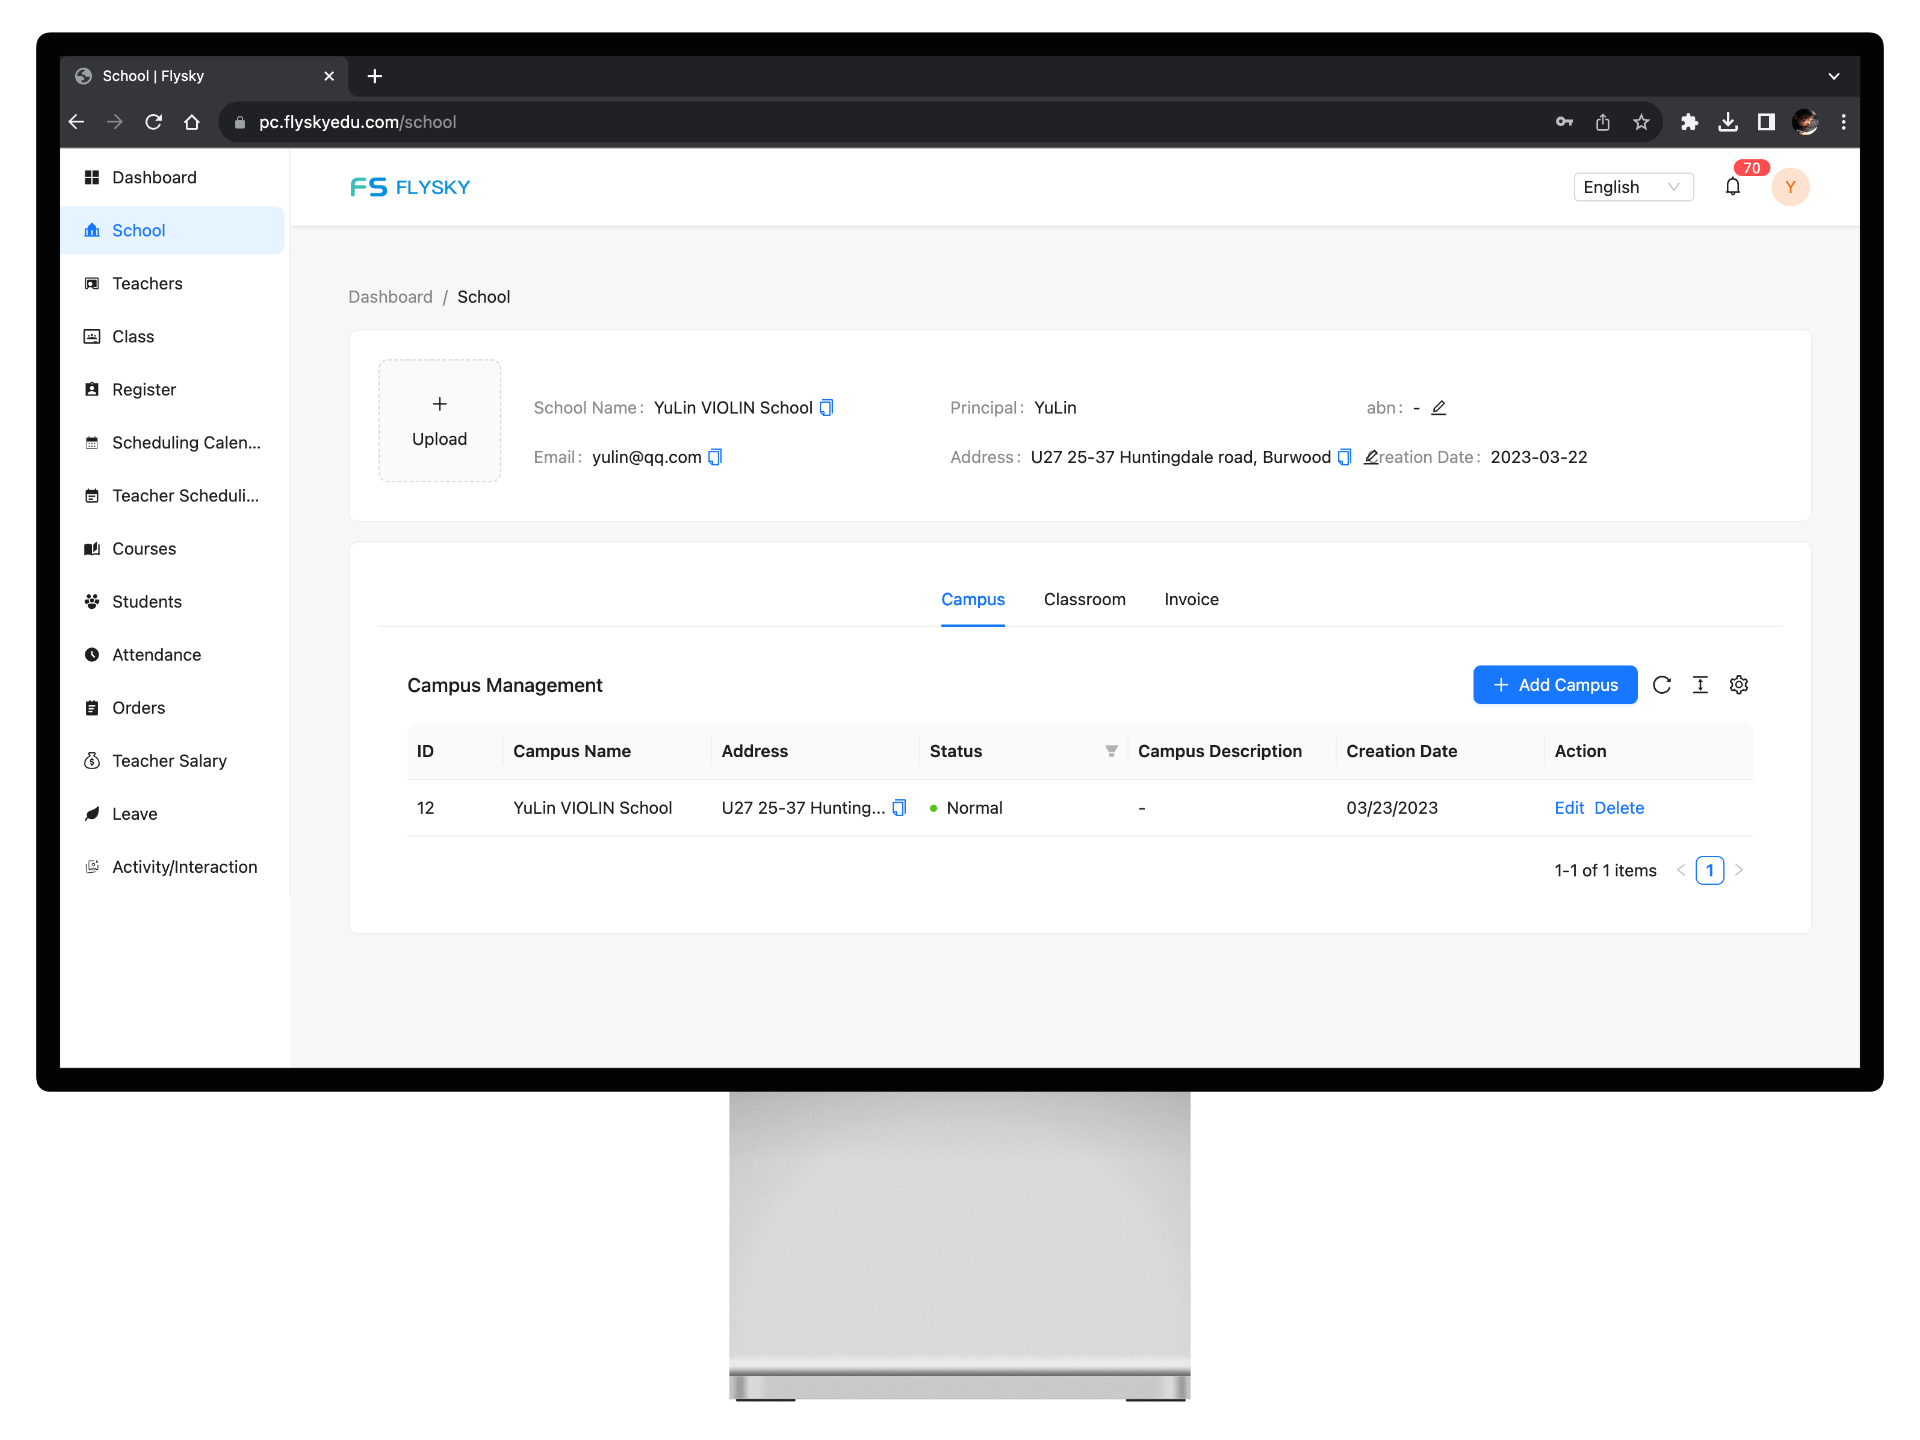 School | Flysky
pc.flyskyedu.com/school
Dashboard
School
Teachers
Class
Register
Scheduling Calen...
Teacher Scheduli...
Courses
Students
Attendance
Orders
Teacher Salary
Leave
Activity/Interaction
FS FLYSKY
English
70
Y
Dashboard / School
Upload
School Name: YuLin VIOLIN School
Principal: YuLin
abn: -
Email: yulin@qq.com
Address: U27 25-37 Huntingdale road, Burwood
reation Date: 2023-03-22
Campus Classroom Invoice
Campus Management
Add Campus
ID Campus Name Address Status Campus Description Creation Date Action
12 YuLin VIOLIN School U27 25-37 Hunting... Normal - 03/23/2023 Edit Delete
1-1 of 1 items < 1 >